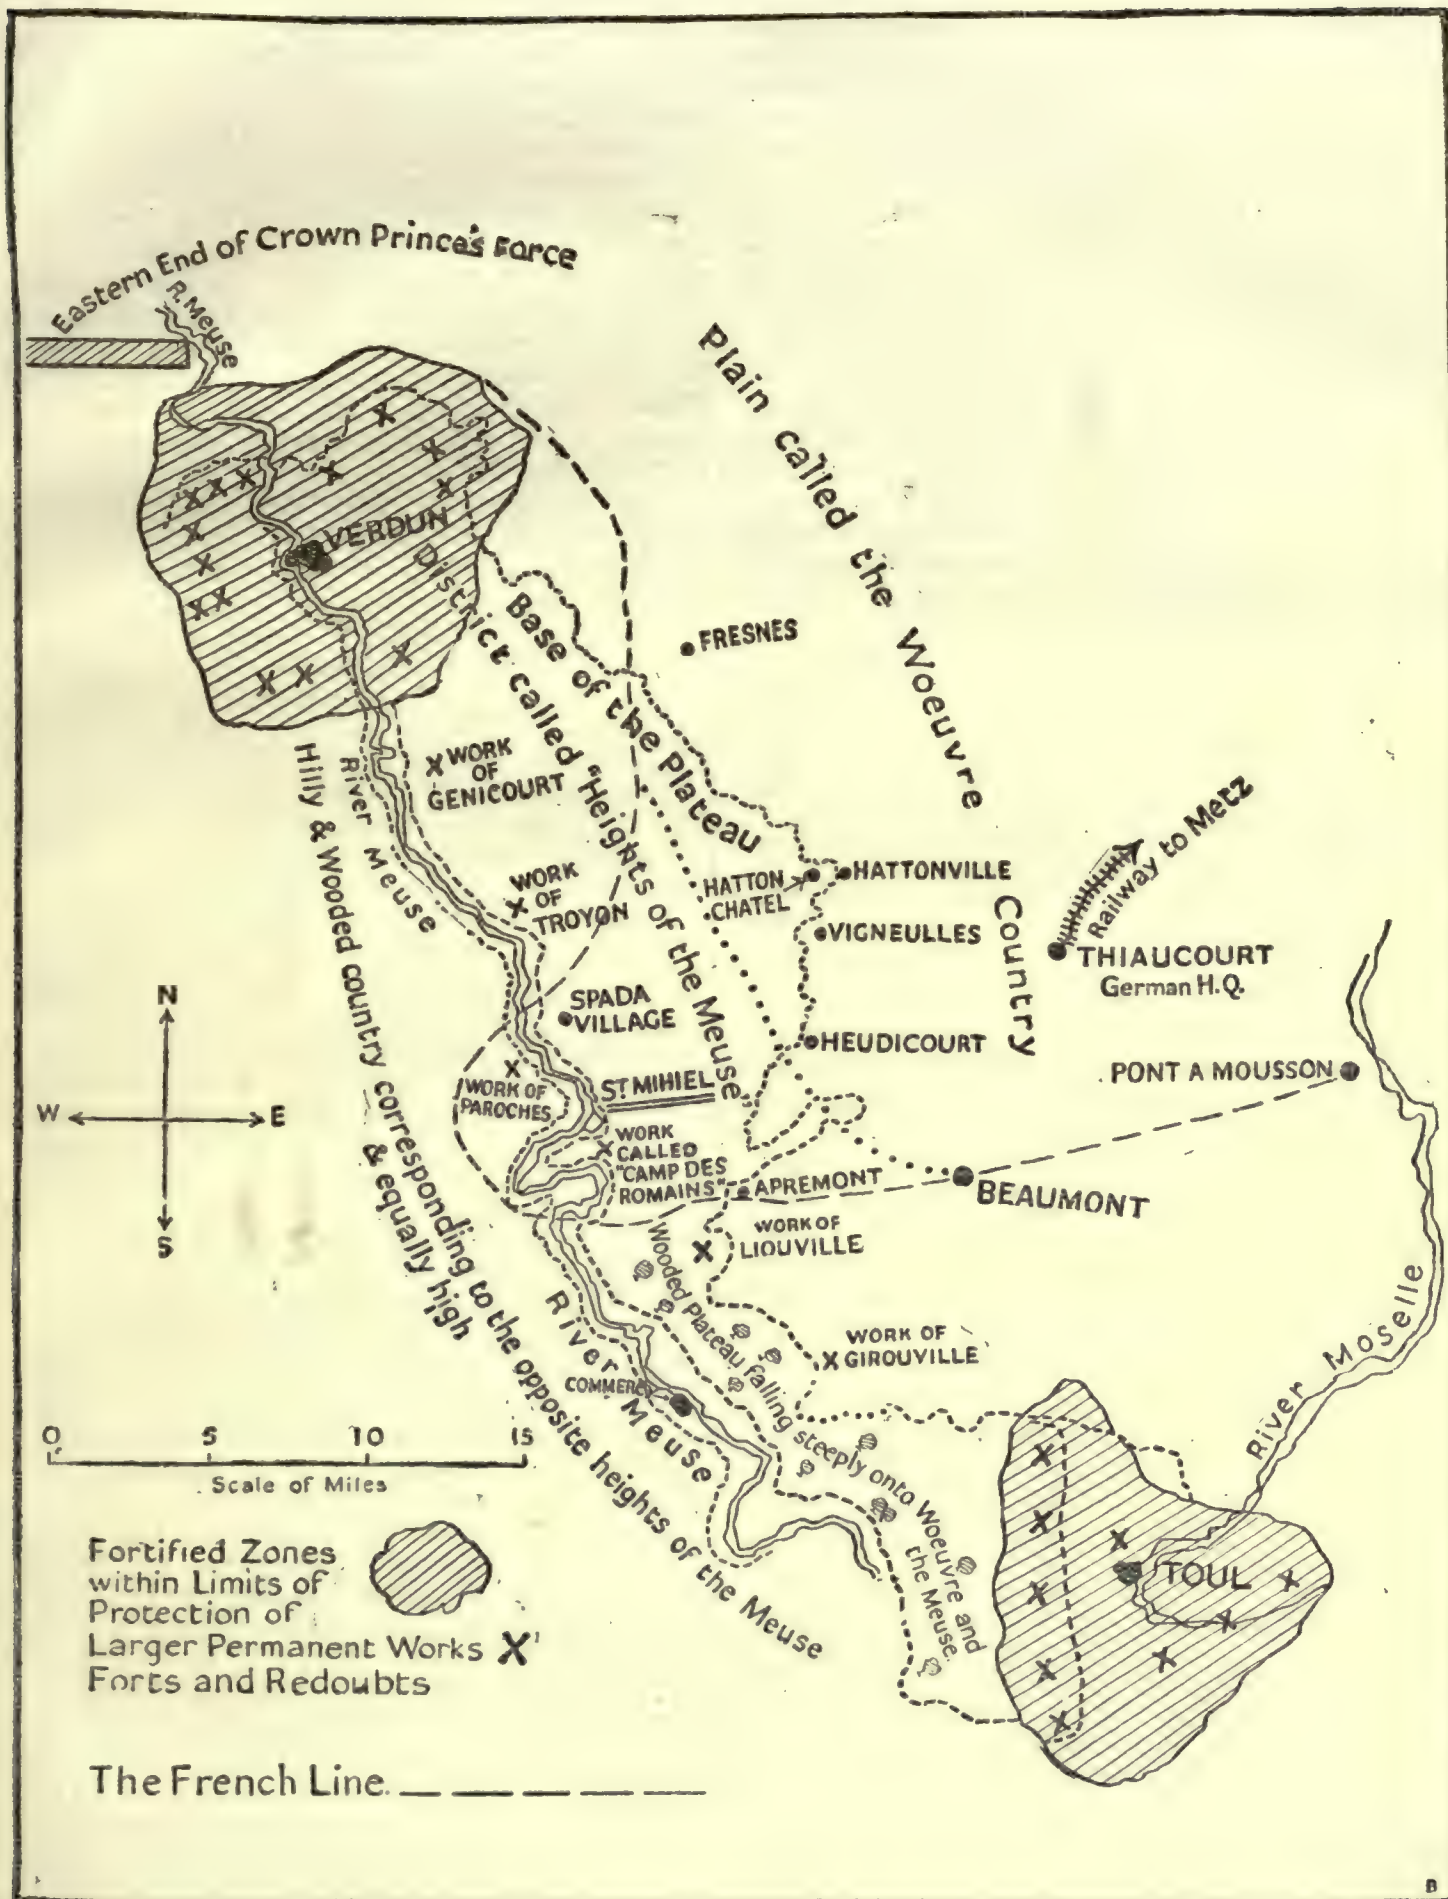 Eastern End of Crown Prince's Force
R. Meuse
Plain called the Woeuvre Country
VERDUN
District called "Heights of the Meuse"
Base of the Plateau
FRESNES
WORK
OF
GENICOURT
Hilly & Wooded country corresponding to the opposite heights of the Meuse
& equally high
River Meuse
WORK
OF
TROYON
HATTON
CHATEL
HATTONVILLE
VIGNEULLES
Railway to Metz
THIAUCOURT
German H.Q.
SPADA
VILLAGE
HEUDICOURT
PONT A MOUSSON
N
W
E
S
WORK OF
PAROCHES
ST MIHIEL
WORK
CALLED
"CAMP DES
ROMAINS"
APREMONT
BEAUMONT
WORK OF
LIOUVILLE
Wooded Plateau falling steeply onto Woeuvre and
the Meuse.
River Meuse
WORK OF
GIROUVILLE
COMMERCY
River Moselle
TOUL
0 5 10 15
Scale of Miles
Fortified Zones
within Limits of
Protection of
Larger Permanent Works X
Forts and Redoubts
The French Line.
B